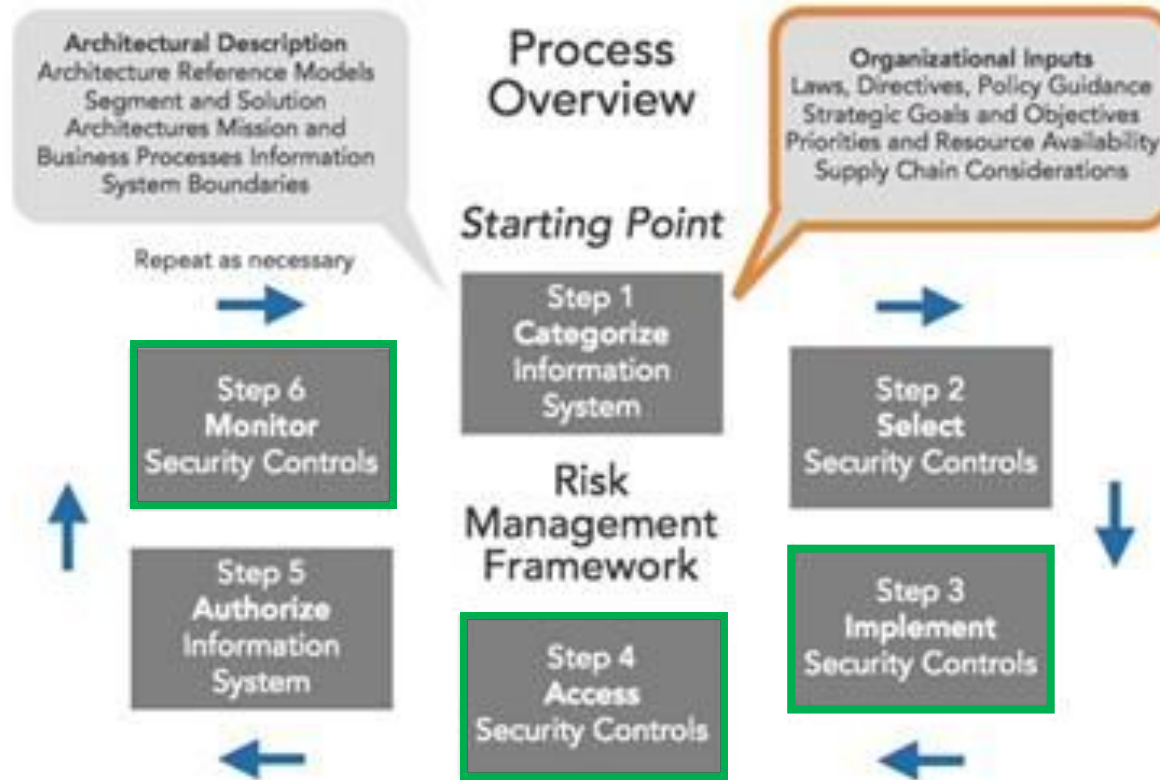 Architectural Description
Architecture Reference Models
Segment and Solution
Architectures Mission and
Business Processes Information
System Boundaries
Process
Overview
Organizational Inputs
Laws, Directives, Policy Guidance
Strategic Goals and Objectives
Priorities and Resource Availability
Supply Chain Considerations
Starting Point
Repeat as necessary
Step 1
Categorize
Information
System
Step 2
Select
Security Controls
Step 3
Implement
Security Controls
Step 4
Access
Security Controls
Step 5
Authorize
Information
System
Step 6
Monitor
Security Controls
Risk
Management
Framework